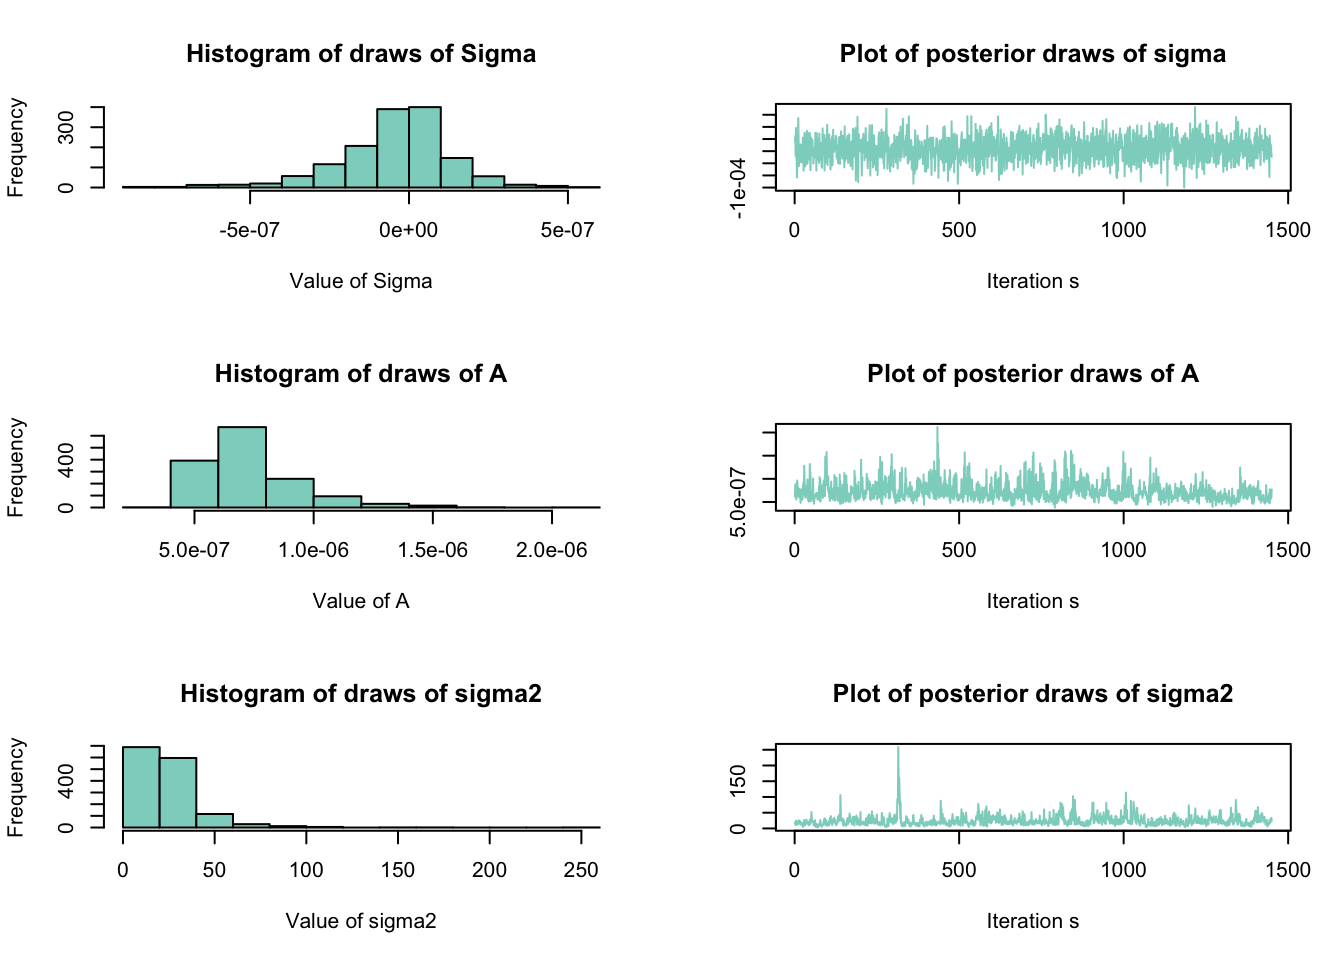 Histogram of draws of Sigma
Frequency
300
0
-5e-07 0e+00 5e-07
Value of Sigma
Plot of posterior draws of sigma
-1e-04
0 500 1000 1500
Iteration s
Histogram of draws of A
Frequency
400
0
5.0e-07 1.0e-06 1.5e-06 2.0e-06
Value of A
Plot of posterior draws of A
5.0e-07
0 500 1000 1500
Iteration s
Histogram of draws of sigma2
Frequency
400
0
0 50 100 150 200 250
Value of sigma2
Plot of posterior draws of sigma2
150
0
0 500 1000 1500
Iteration s